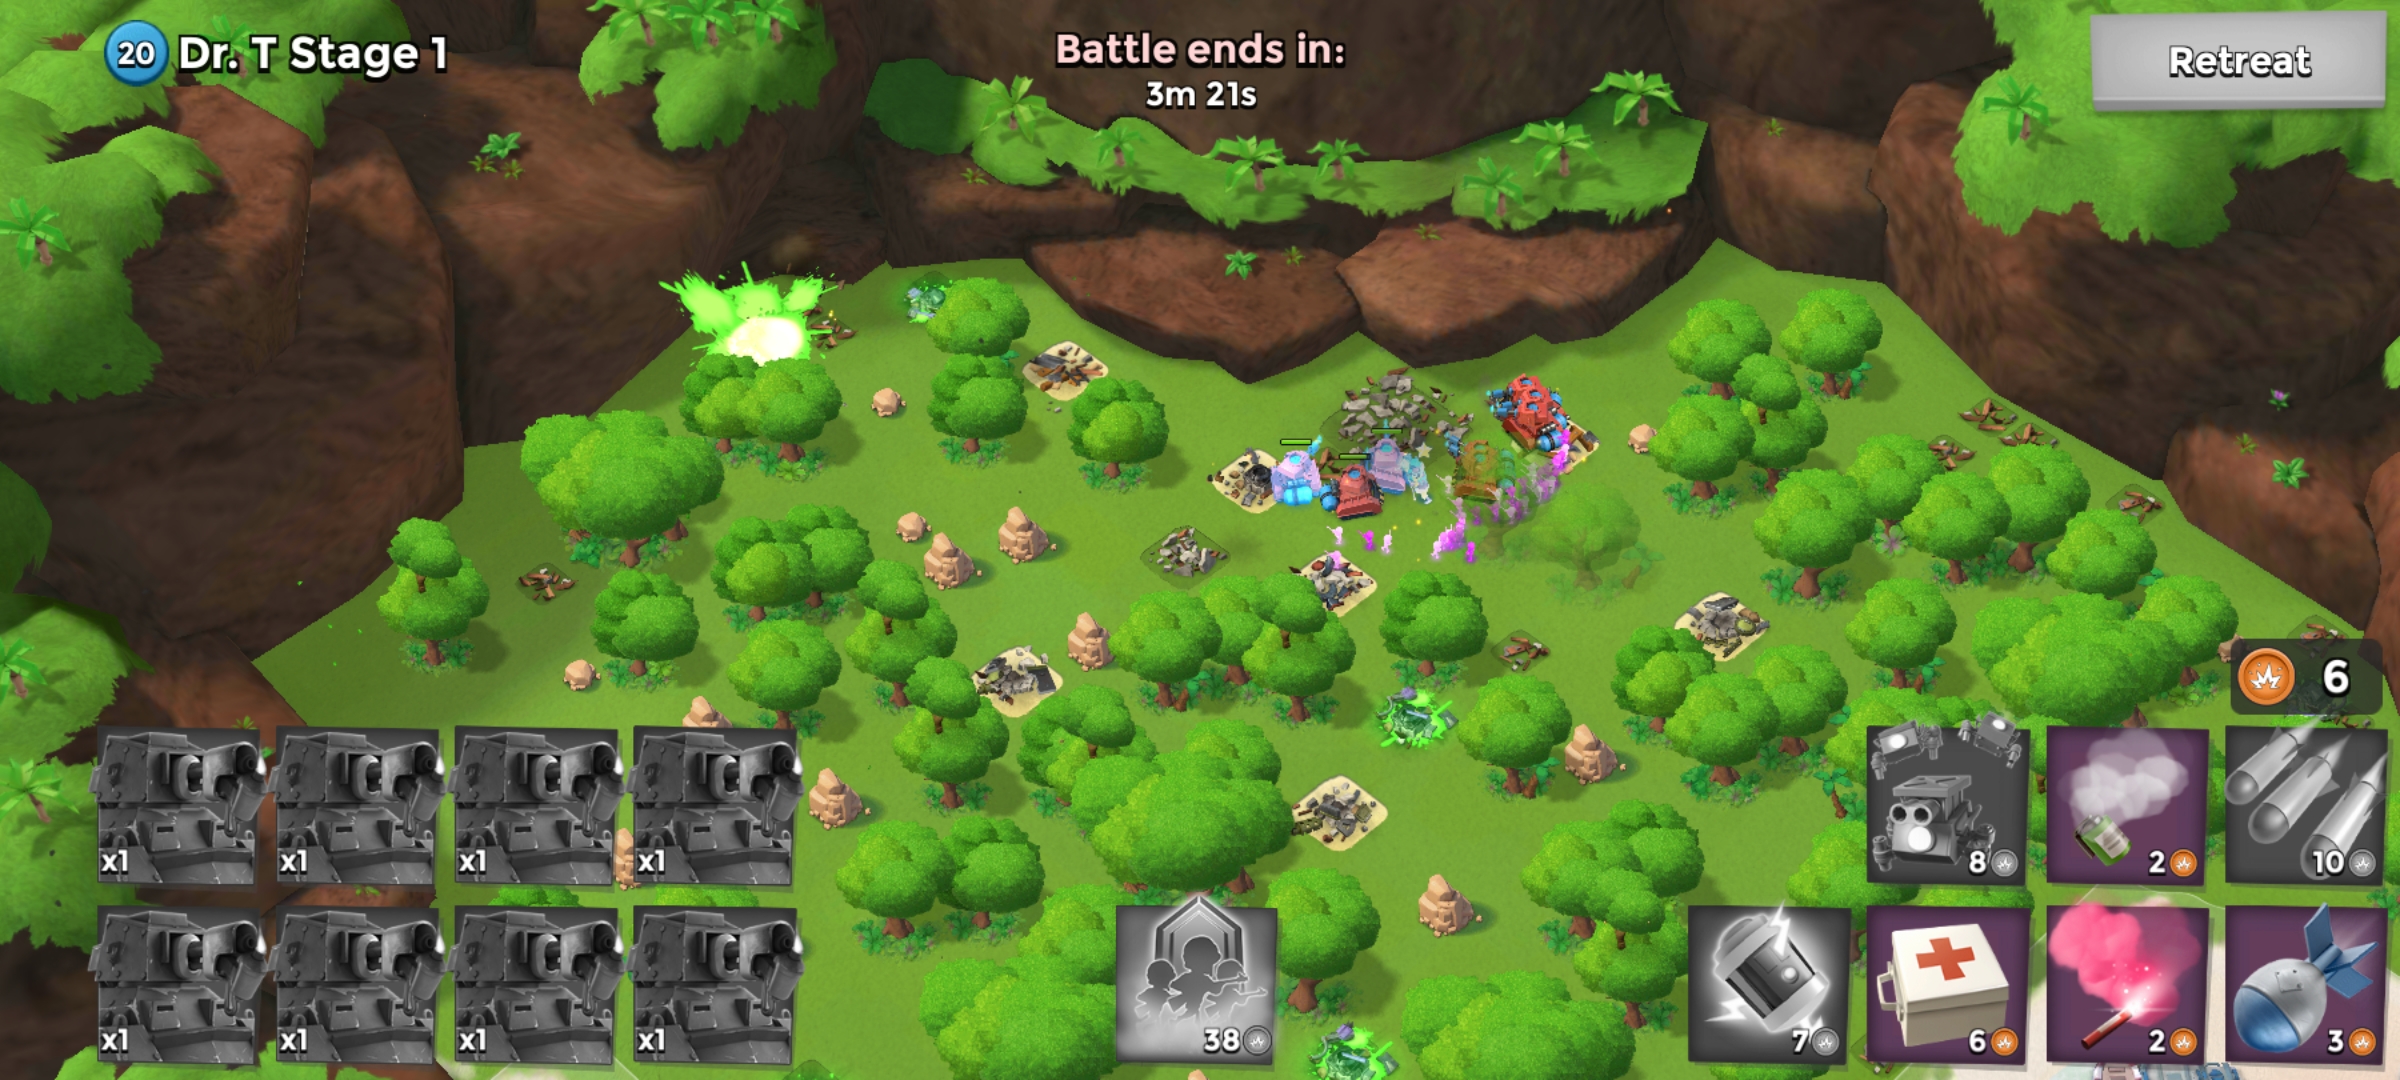 20 Dr. T Stage 1
Battle ends in:
3m 21s
Retreat
6
x1 x1 x1 x1
8 2 10
x1 x1 x1 x1
38 7 6 2 3